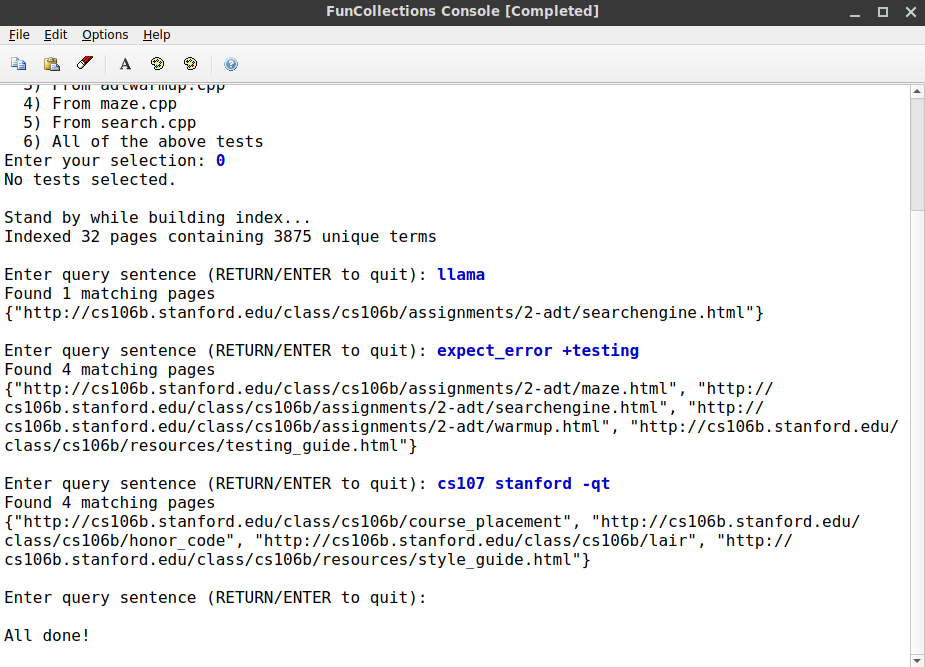 FunCollections Console [Completed]
File Edit Options Help
A
3) From adtwarmup.cpp
4) From maze.cpp
5) From search.cpp
6) All of the above tests
Enter your selection: 0
No tests selected.
Stand by while building index...
Indexed 32 pages containing 3875 unique terms
Enter query sentence (RETURN/ENTER to quit): llama
Found 1 matching pages
{"http://cs106b.stanford.edu/class/cs106b/assignments/2-adt/searchengine.html"}
Enter query sentence (RETURN/ENTER to quit): expect_error +testing
Found 4 matching pages
{"http://cs106b.stanford.edu/class/cs106b/assignments/2-adt/maze.html", "http://
cs106b.stanford.edu/class/cs106b/assignments/2-adt/searchengine.html", "http://
cs106b.stanford.edu/class/cs106b/assignments/2-adt/warmup.html", "http://cs106b.stanford.edu/
class/cs106b/resources/testing_guide.html"}
Enter query sentence (RETURN/ENTER to quit): cs107 stanford -qt
Found 4 matching pages
{"http://cs106b.stanford.edu/class/cs106b/course_placement", "http://cs106b.stanford.edu/
class/cs106b/honor_code", "http://cs106b.stanford.edu/class/cs106b/lair", "http://
cs106b.stanford.edu/class/cs106b/resources/style_guide.html"}
Enter query sentence (RETURN/ENTER to quit):
All done!